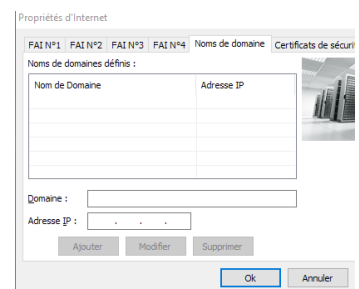 Propriétés d'Internet
FAI N°1 FAI N°2 FAI N°3 FAI N°4 Noms de domaine Certificats de sécurit
Noms de domaines définis :
Nom de Domaine Adresse IP
Domaine :
Adresse IP : . . .
Ajouter Modifier Supprimer
Ok Annuler